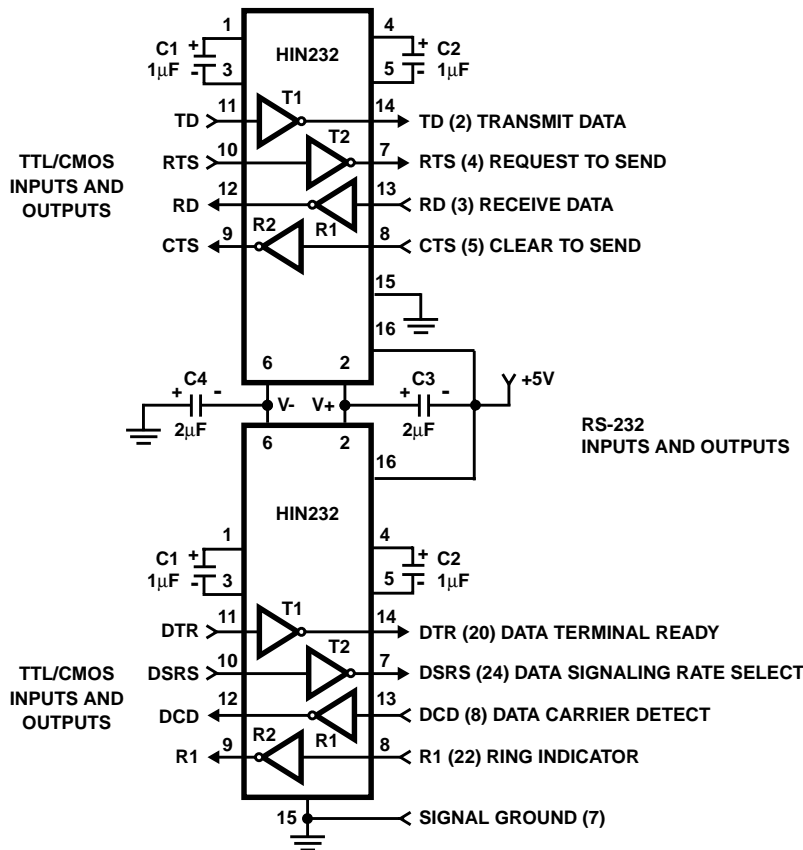 1 HIN232 4
C1 + + C2
1μF - 3 5 - 1μF
TD 11 T1 14 TD (2) TRANSMIT DATA
RTS 10 T2 7 RTS (4) REQUEST TO SEND
TTL/CMOS
INPUTS AND
OUTPUTS
RD 12 R1 13 RD (3) RECEIVE DATA
CTS 9 R2 8 CTS (5) CLEAR TO SEND
15
16
6 2
C4 + - V- V+ + C3 - +5V
2μF 2μF
RS-232
INPUTS AND OUTPUTS
6 2
16
HIN232
1 4
C1 + + C2
1μF - 3 5 - 1μF
DTR 11 T1 14 DTR (20) DATA TERMINAL READY
DSRS 10 T2 7 DSRS (24) DATA SIGNALING RATE SELECT
TTL/CMOS
INPUTS AND
OUTPUTS
DCD 12 R1 13 DCD (8) DATA CARRIER DETECT
R1 9 R2 8 R1 (22) RING INDICATOR
15 SIGNAL GROUND (7)